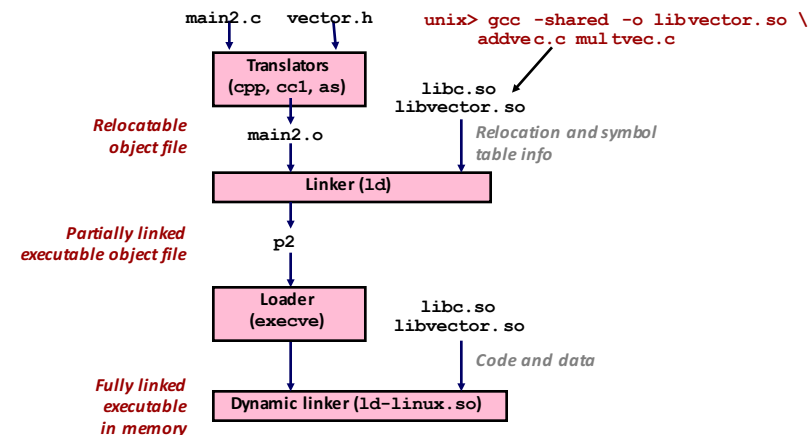 main2.c vector.h
unix> gcc -shared -o libvector.so \
addvec.c multvec.c
Translators
(cpp, cc1, as)
libc.so
libvector.so
Relocatable
object file
main2.o
Relocation and symbol
table info
Linker (ld)
Partially linked
executable object file
p2
Loader
(execve)
libc.so
libvector.so
Code and data
Fully linked
executable
in memory
Dynamic linker (ld-linux.so)